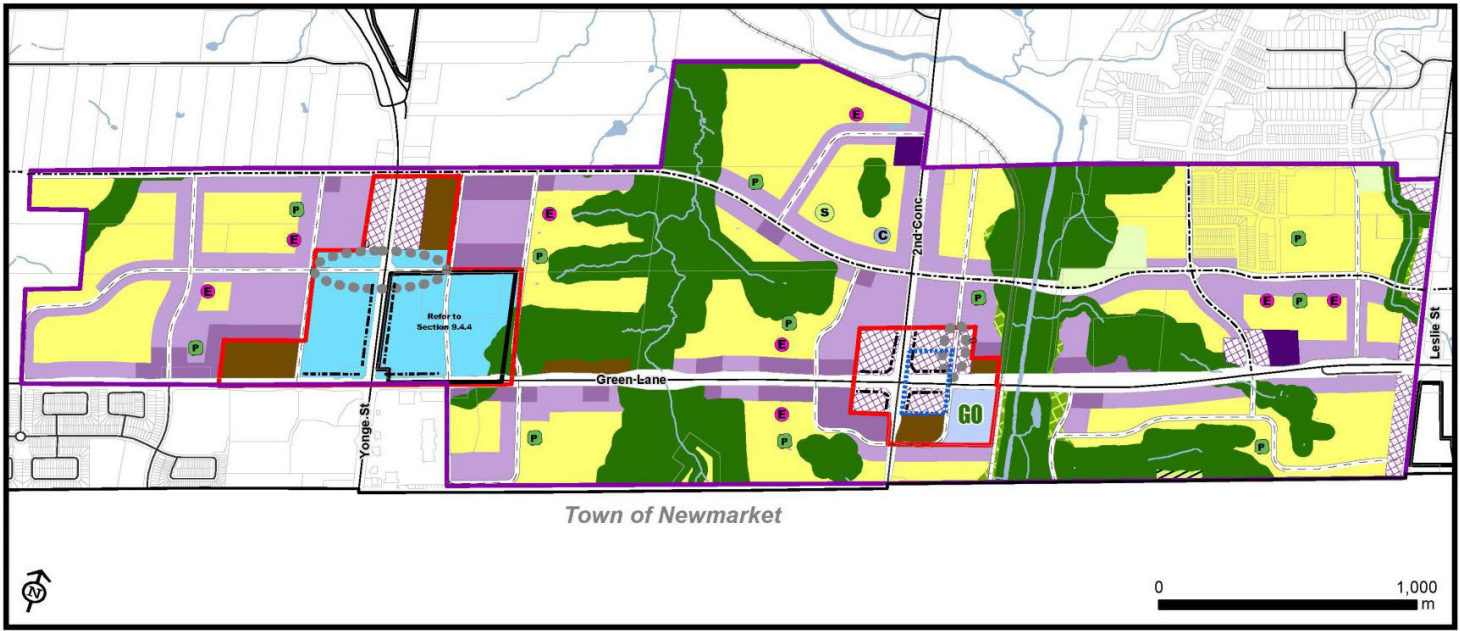 E
P
S
C
2nd Conc.
P
E
E
P
P
E
P
E
P
E
P
E
Refer to
Section 9.4.4
P
P
E
Leslie St
Green Lane
Yonge St
GO
E
P
P
P
Town of Newmarket
N
0
1,000
m